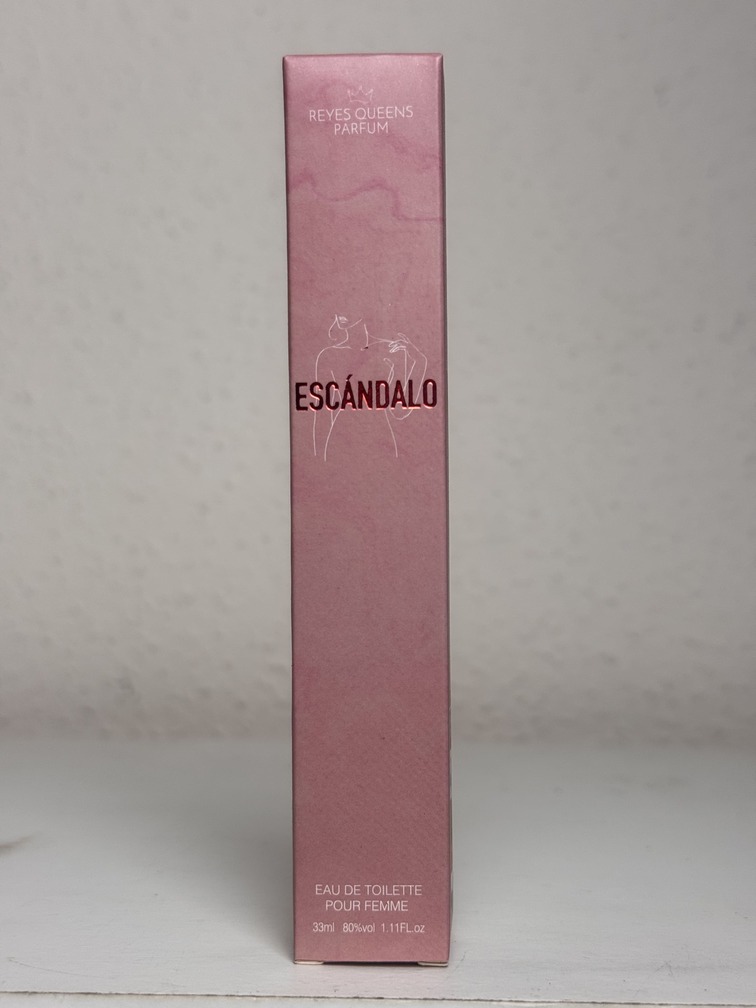 REYES QUEENS
PARFUM
ESCÁNDALO
EAU DE TOILETTE
POUR FEMME
33ml 80%vol 1.11FL.oz